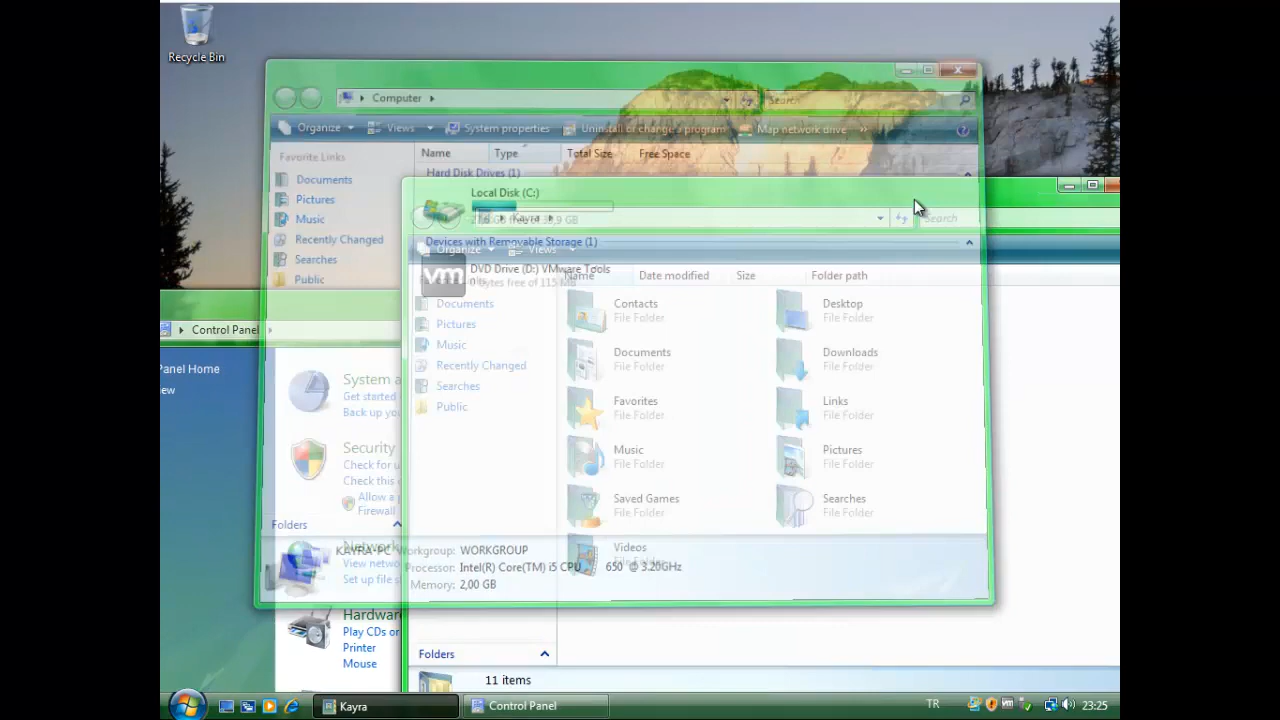 Recycle Bin
Computer
Search
Organize
Views
System properties
Uninstall or change a program
Map network drive
»
Favorite Links
Documents
Pictures
Music
Recently Changed
Searches
Public
Name
Type
Total Size
Free Space
Hard Disk Drives (1)
Local Disk (C:)
Devices with Removable Storage (1)
DVD Drive (D:) VMware Tools
0 bytes free of 115 MB
vm
Folders
KAYRA-PC
Workgroup: WORKGROUP
Processor: Intel(R) Core(TM) i5 CPU 650 @ 3.20GHz
Memory: 2,00 GB
Kayra
Search
Organize
Views
Documents
Pictures
Music
Recently Changed
Searches
Public
Name
Date modified
Size
Folder path
Contacts
File Folder
Desktop
File Folder
Documents
File Folder
Downloads
File Folder
Favorites
File Folder
Links
File Folder
Music
File Folder
Pictures
File Folder
Saved Games
File Folder
Searches
File Folder
Videos
Folders
11 items
Control Panel
Panel Home
ew
System a
Get started
Back up yo
Security
Check for
Check this
Allow a p
Firewall
Network
View netwo
Set up file s
Hardware
Play CDs or
Printer
Mouse
Kayra
Control Panel
TR
vm
23:25